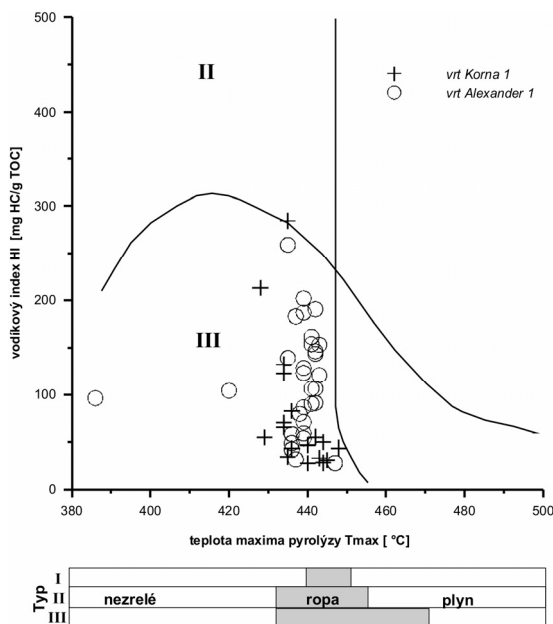 500
400
300
200
100
0
vodíkový index HI [mg HC/g TOC]
II
III
vrt Korna 1
vrt Alexander 1
380 400 420 440 460 480 500
teplota maxima pyrolýzy Tmax [ °C]
Typ
I
II nezrelé ropa plyn
III